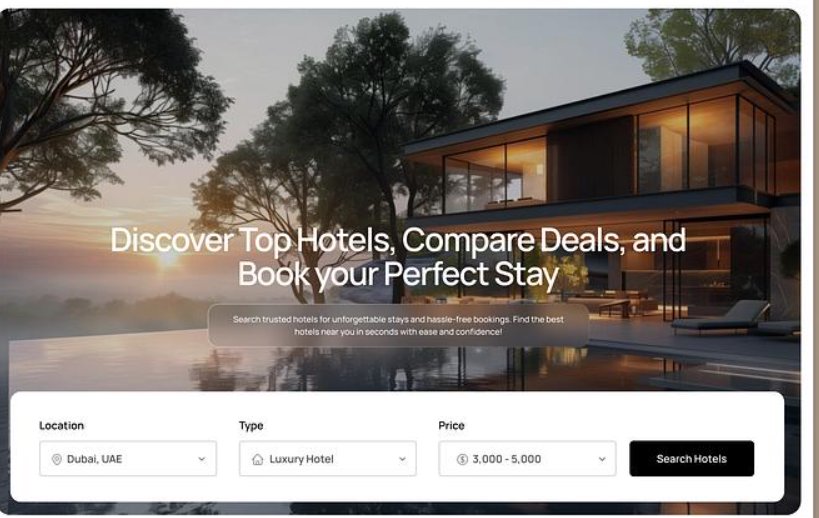 Discover Top Hotels, Compare Deals, and
Book your Perfect Stay
Search trusted hotels for unforgettable stays and hassle-free bookings. Find the best
hotels near you in seconds with ease and confidence!
Location
Type
Price
Dubai, UAE
Luxury Hotel
3,000 - 5,000
Search Hotels